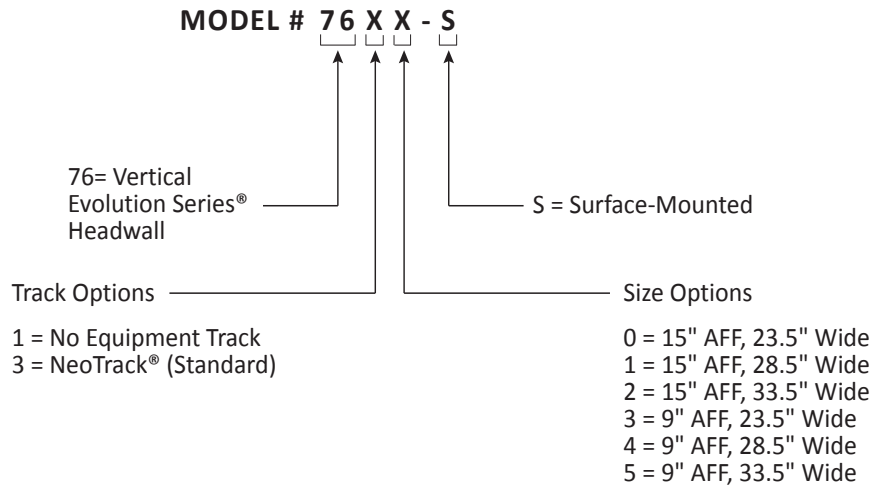 MODEL # 76 X X - S
76= Vertical
Evolution Series®
Headwall
S = Surface-Mounted
Track Options
1 = No Equipment Track
3 = NeoTrack® (Standard)
Size Options
0 = 15" AFF, 23.5" Wide
1 = 15" AFF, 28.5" Wide
2 = 15" AFF, 33.5" Wide
3 = 9" AFF, 23.5" Wide
4 = 9" AFF, 28.5" Wide
5 = 9" AFF, 33.5" Wide